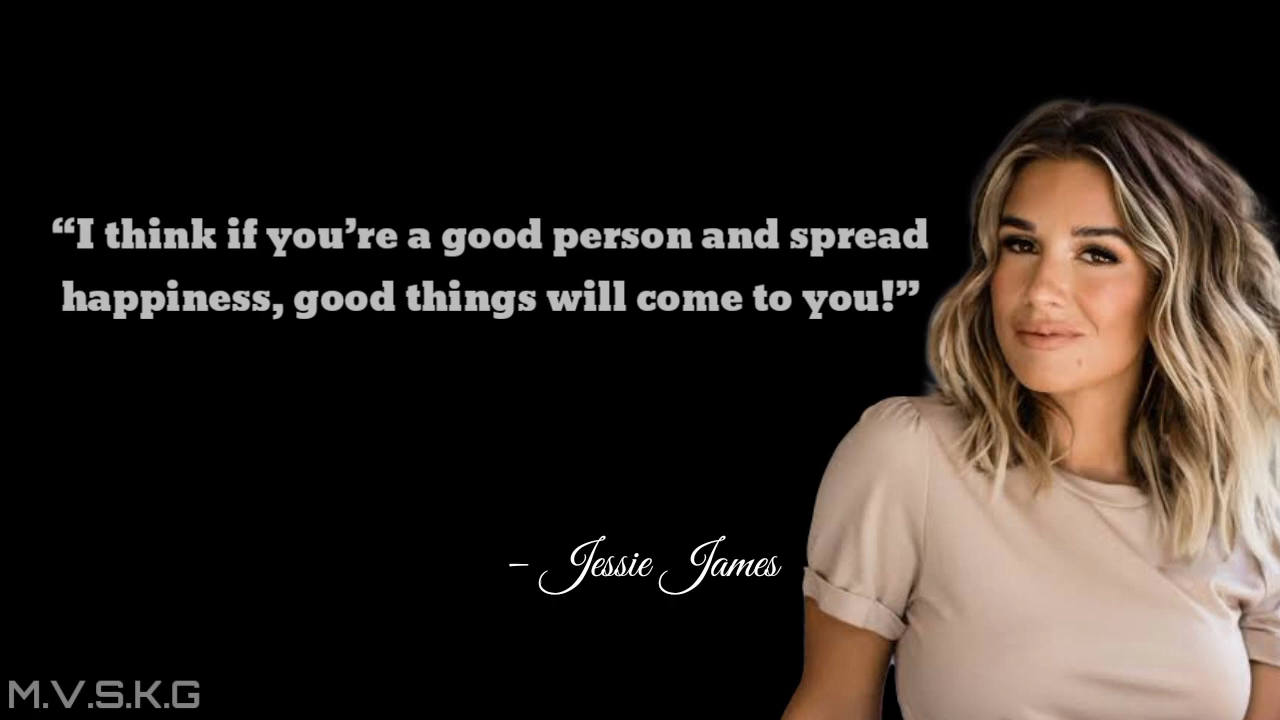 “I think if you’re a good person and spread
happiness, good things will come to you!”
– Jessie James
M.V.S.K.G